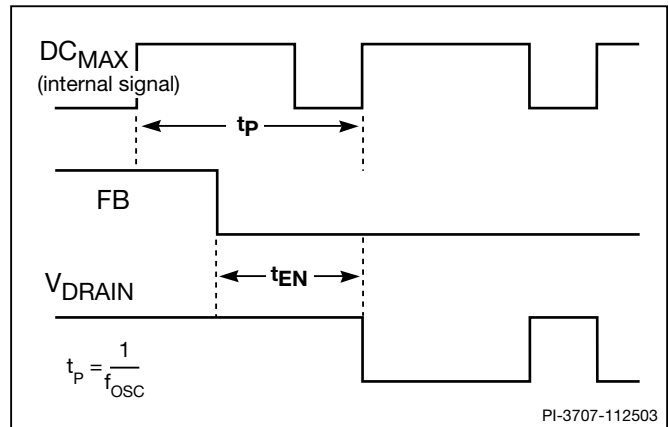 DCMAX
(internal signal)
tP
FB
tEN
VDRAIN
tP = 1/fOSC
PI-3707-112503